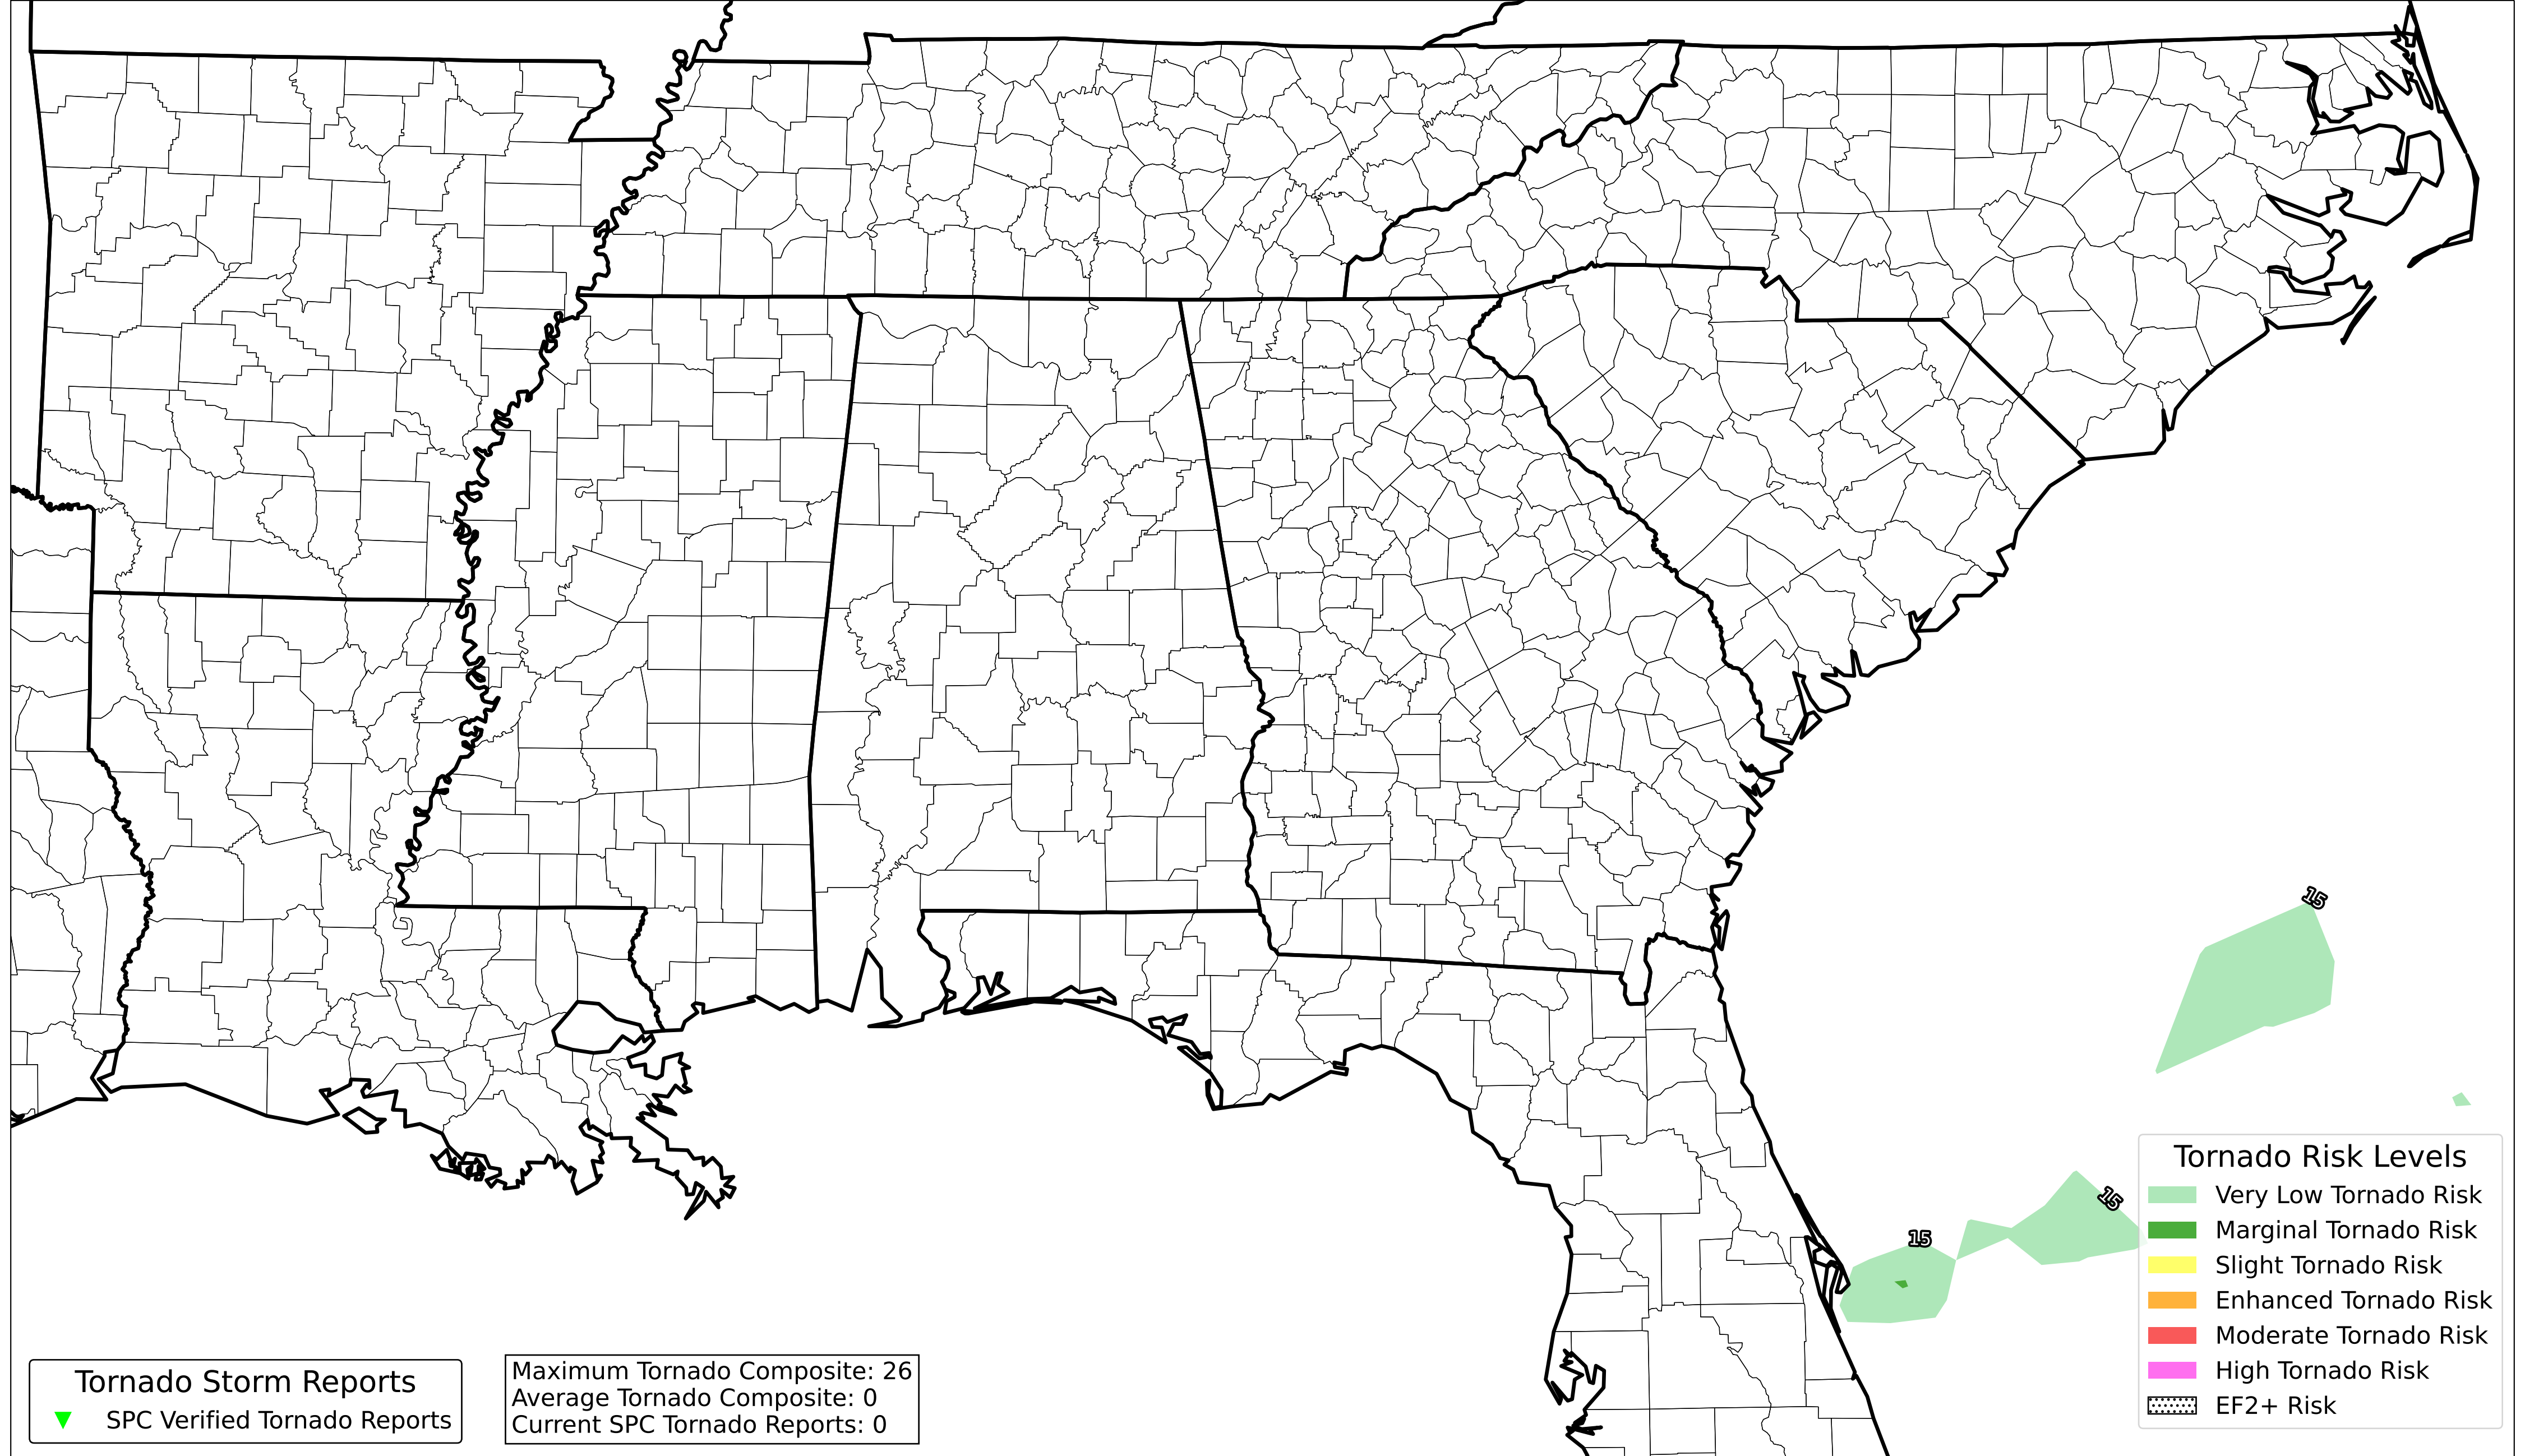 15
15
15
Tornado Risk Levels
Very Low Tornado Risk
Marginal Tornado Risk
Slight Tornado Risk
Enhanced Tornado Risk
Moderate Tornado Risk
High Tornado Risk
EF2+ Risk
Tornado Storm Reports
SPC Verified Tornado Reports
Maximum Tornado Composite: 26
Average Tornado Composite: 0
Current SPC Tornado Reports: 0